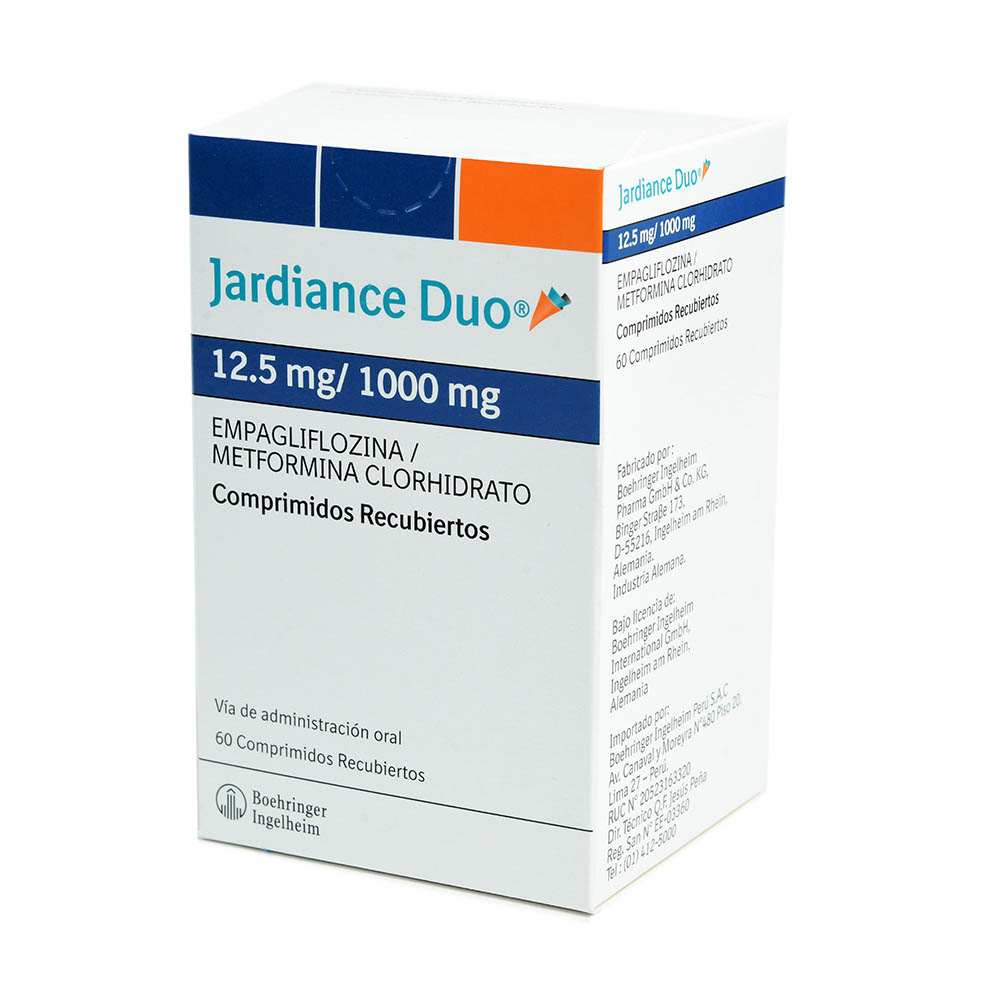 Jardiance Duo®
12.5 mg/ 1000 mg
EMPAGLIFLOZINA /
METFORMINA CLORHIDRATO
Comprimidos Recubiertos
Vía de administración oral
60 Comprimidos Recubiertos
Boehringer
Ingelheim
Jardiance Duo®
12.5 mg/ 1000 mg
EMPAGLIFLOZINA /
METFORMINA CLORHIDRATO
Comprimidos Recubiertos
60 Comprimidos Recubiertos
Fabricado por :
Boehringer Ingelheim
Pharma GmbH & Co. KG,
Binger Straße 173,
D-55216, Ingelheim am Rhein,
Alemania.
Industria Alemana.
Bajo licencia de:
Boehringer Ingelheim
International GmbH,
Ingelheim am Rhein,
Alemania
Importado por:
Boehringer Ingelheim Perú S.A.C
Av. Canaval y Moreyra N°480 Piso 20,
Lima 27 – Perú.
RUC N° 20523163320
Dir. Técnico Q.F. Jesús Peña
Reg. San N° EE-03360
Tel : (01) 412-5000